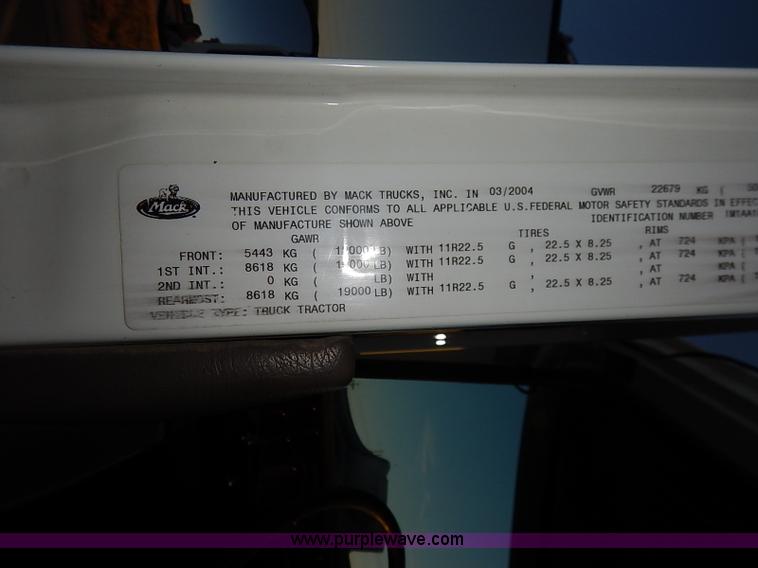 Mack
MANUFACTURED BY MACK TRUCKS, INC. IN 03/2004 GVWR 22679 KG (
THIS VEHICLE CONFORMS TO ALL APPLICABLE U.S.FEDERAL MOTOR SAFETY STANDARDS IN EFFEC
OF MANUFACTURE SHOWN ABOVE IDENTIFICATION NUMBER
GAWR TIRES RIMS
FRONT: 5443 KG ( LB) WITH 11R22.5 G , 22.5 X 8.25 , AT 724 KPA (
1ST INT.: 8618 KG ( LB) WITH 11R22.5 G , 22.5 X 8.25 , AT 724 KPA (
2ND INT.: 0 KG ( LB) WITH , , AT KPA (
REARMOST: 8618 KG ( 19000 LB) WITH 11R22.5 G , 22.5 X 8.25 , AT 724 KPA (
VEHICLE TYPE: TRUCK TRACTOR
www.purplewave.com